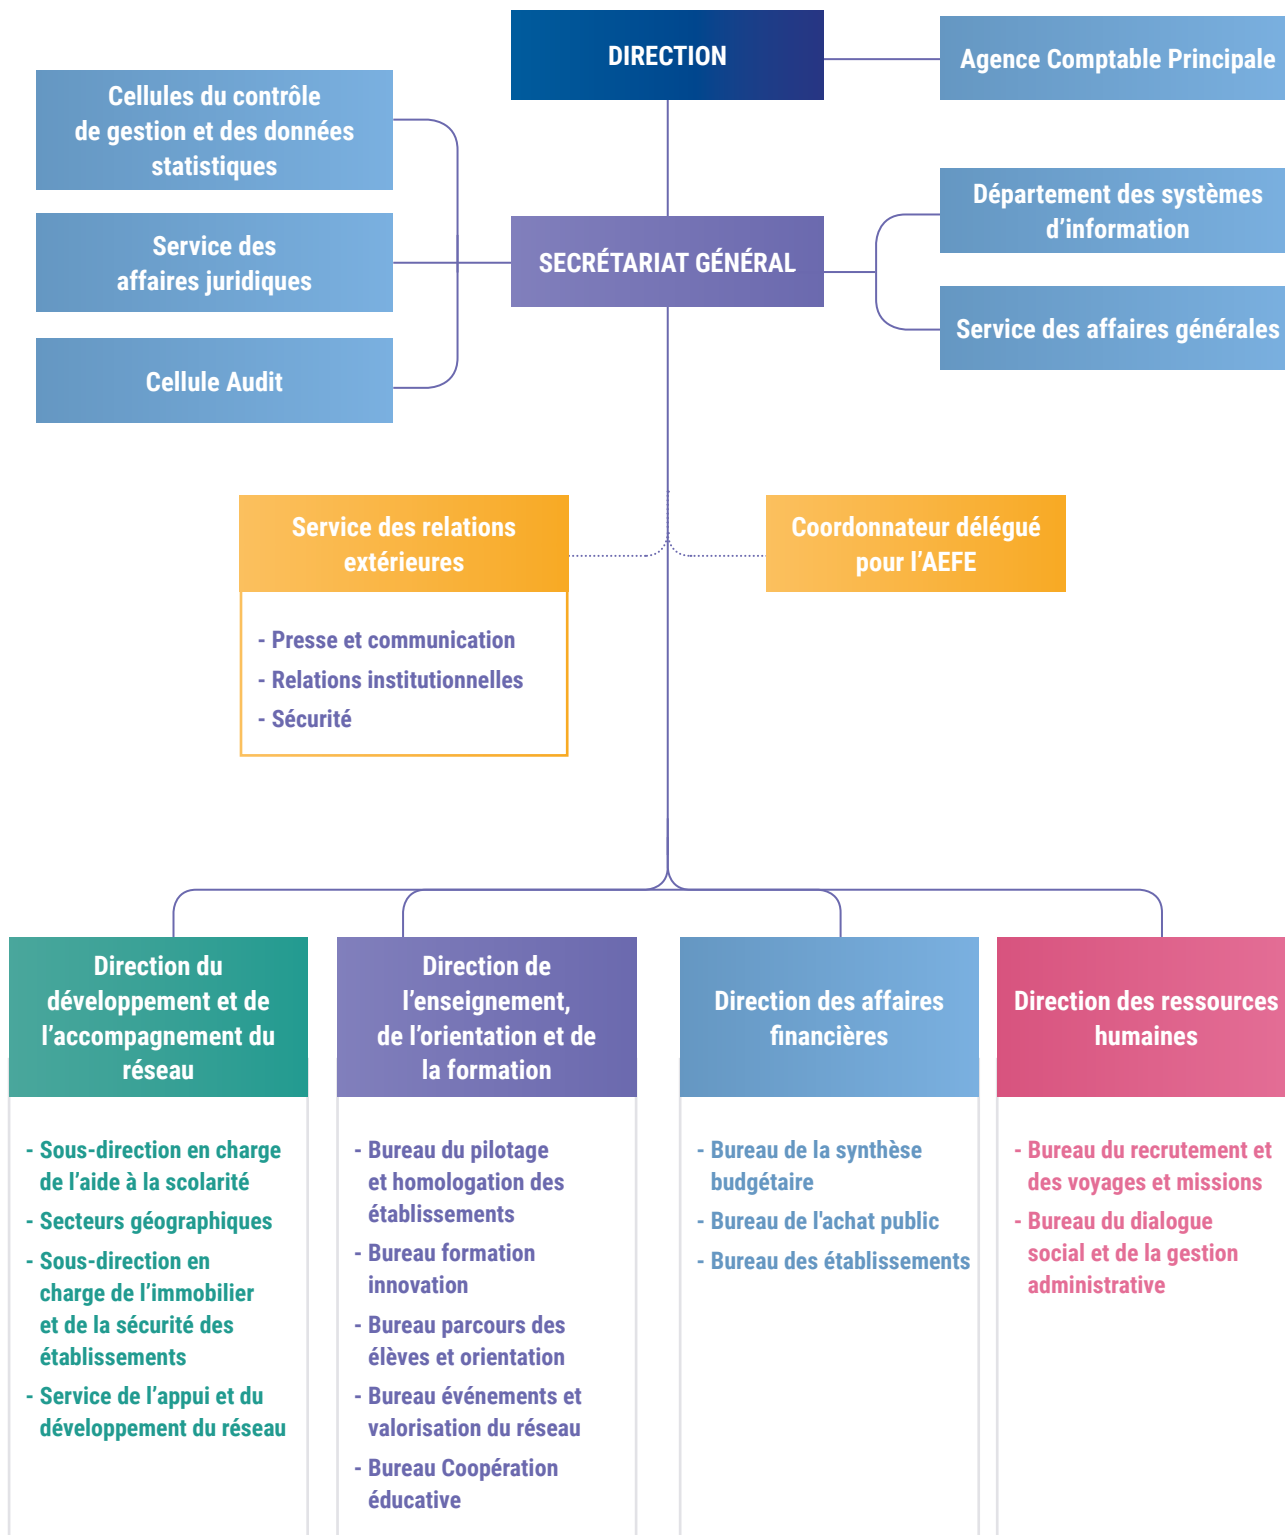 DIRECTION
Agence Comptable Principale
Cellules du contrôle
de gestion et des données
statistiques
Département des systèmes
d’information
Service des
affaires juridiques
SECRÉTARIAT GÉNÉRAL
Service des affaires générales
Cellule Audit
Service des relations
extérieures
- Presse et communication
- Relations institutionnelles
- Sécurité
Coordonnateur délégué
pour l’AEFE
Direction du
développement et de
l’accompagnement du
réseau
- Sous-direction en charge
de l’aide à la scolarité
- Secteurs géographiques
- Sous-direction en
charge de l’immobilier
et de la sécurité des
établissements
- Service de l’appui et du
développement du réseau
Direction de
l’enseignement,
de l’orientation et de
la formation
- Bureau du pilotage
et homologation des
établissements
- Bureau formation
innovation
- Bureau parcours des
élèves et orientation
- Bureau événements et
valorisation du réseau
- Bureau Coopération
éducative
Direction des affaires
financières
- Bureau de la synthèse
budgétaire
- Bureau de l'achat public
- Bureau des établissements
Direction des ressources
humaines
- Bureau du recrutement et
des voyages et missions
- Bureau du dialogue
social et de la gestion
administrative